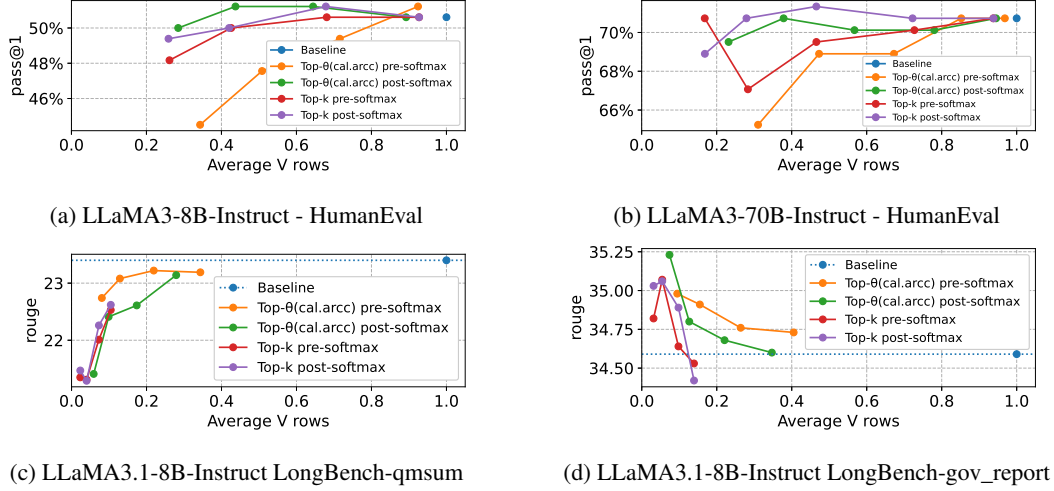 pass@1
50%
48%
46%
Baseline
Top-θ(cal.arcc) pre-softmax
Top-θ(cal.arcc) post-softmax
Top-k pre-softmax
Top-k post-softmax
0.0 0.2 0.4 0.6 0.8 1.0
Average V rows
(a) LLaMA3-8B-Instruct - HumanEval
pass@1
70%
68%
66%
Baseline
Top-θ(cal.arcc) pre-softmax
Top-θ(cal.arcc) post-softmax
Top-k pre-softmax
Top-k post-softmax
0.0 0.2 0.4 0.6 0.8 1.0
Average V rows
(b) LLaMA3-70B-Instruct - HumanEval
rouge
23
22
Baseline
Top-θ(cal.arcc) pre-softmax
Top-θ(cal.arcc) post-softmax
Top-k pre-softmax
Top-k post-softmax
0.0 0.2 0.4 0.6 0.8 1.0
Average V rows
(c) LLaMA3.1-8B-Instruct LongBench-qmsum
rouge
35.25
35.00
34.75
34.50
Baseline
Top-θ(cal.arcc) pre-softmax
Top-θ(cal.arcc) post-softmax
Top-k pre-softmax
Top-k post-softmax
0.0 0.2 0.4 0.6 0.8 1.0
Average V rows
(d) LLaMA3.1-8B-Instruct LongBench-gov_report